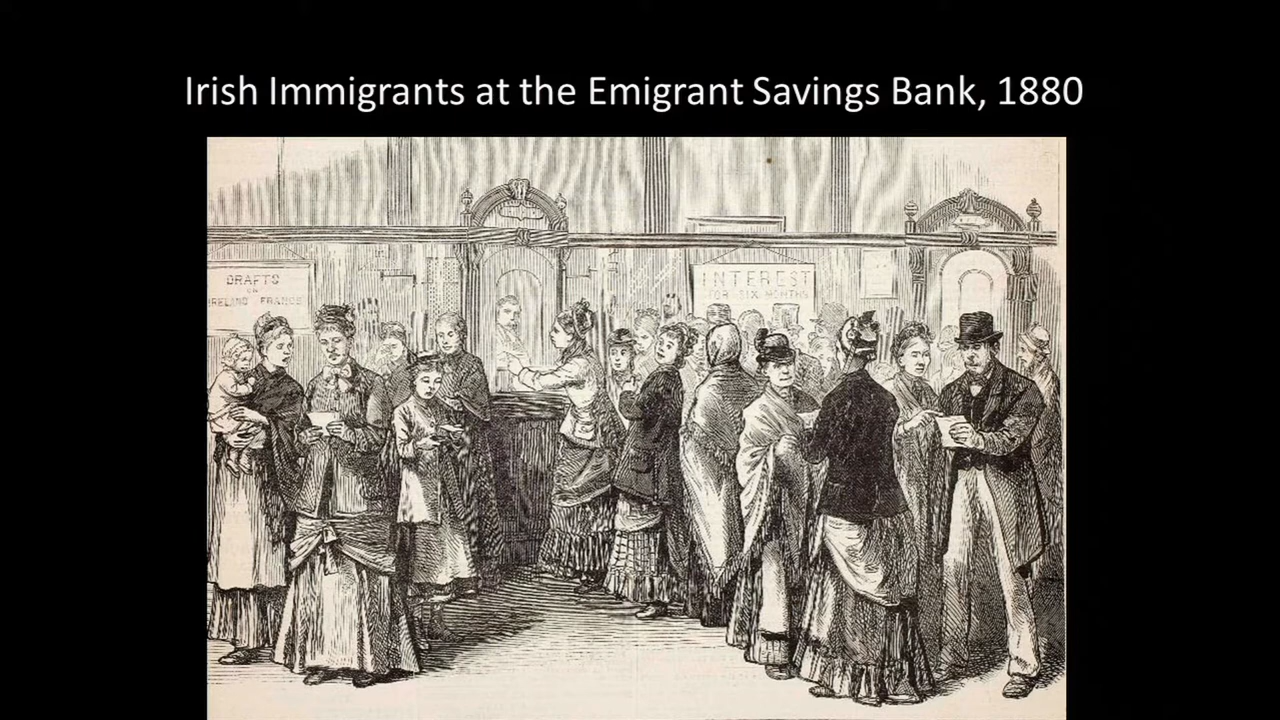 Irish Immigrants at the Emigrant Savings Bank, 1880
DRAFTS
ON
IRELAND FRANCE
INTEREST
FOR SIX MONTHS